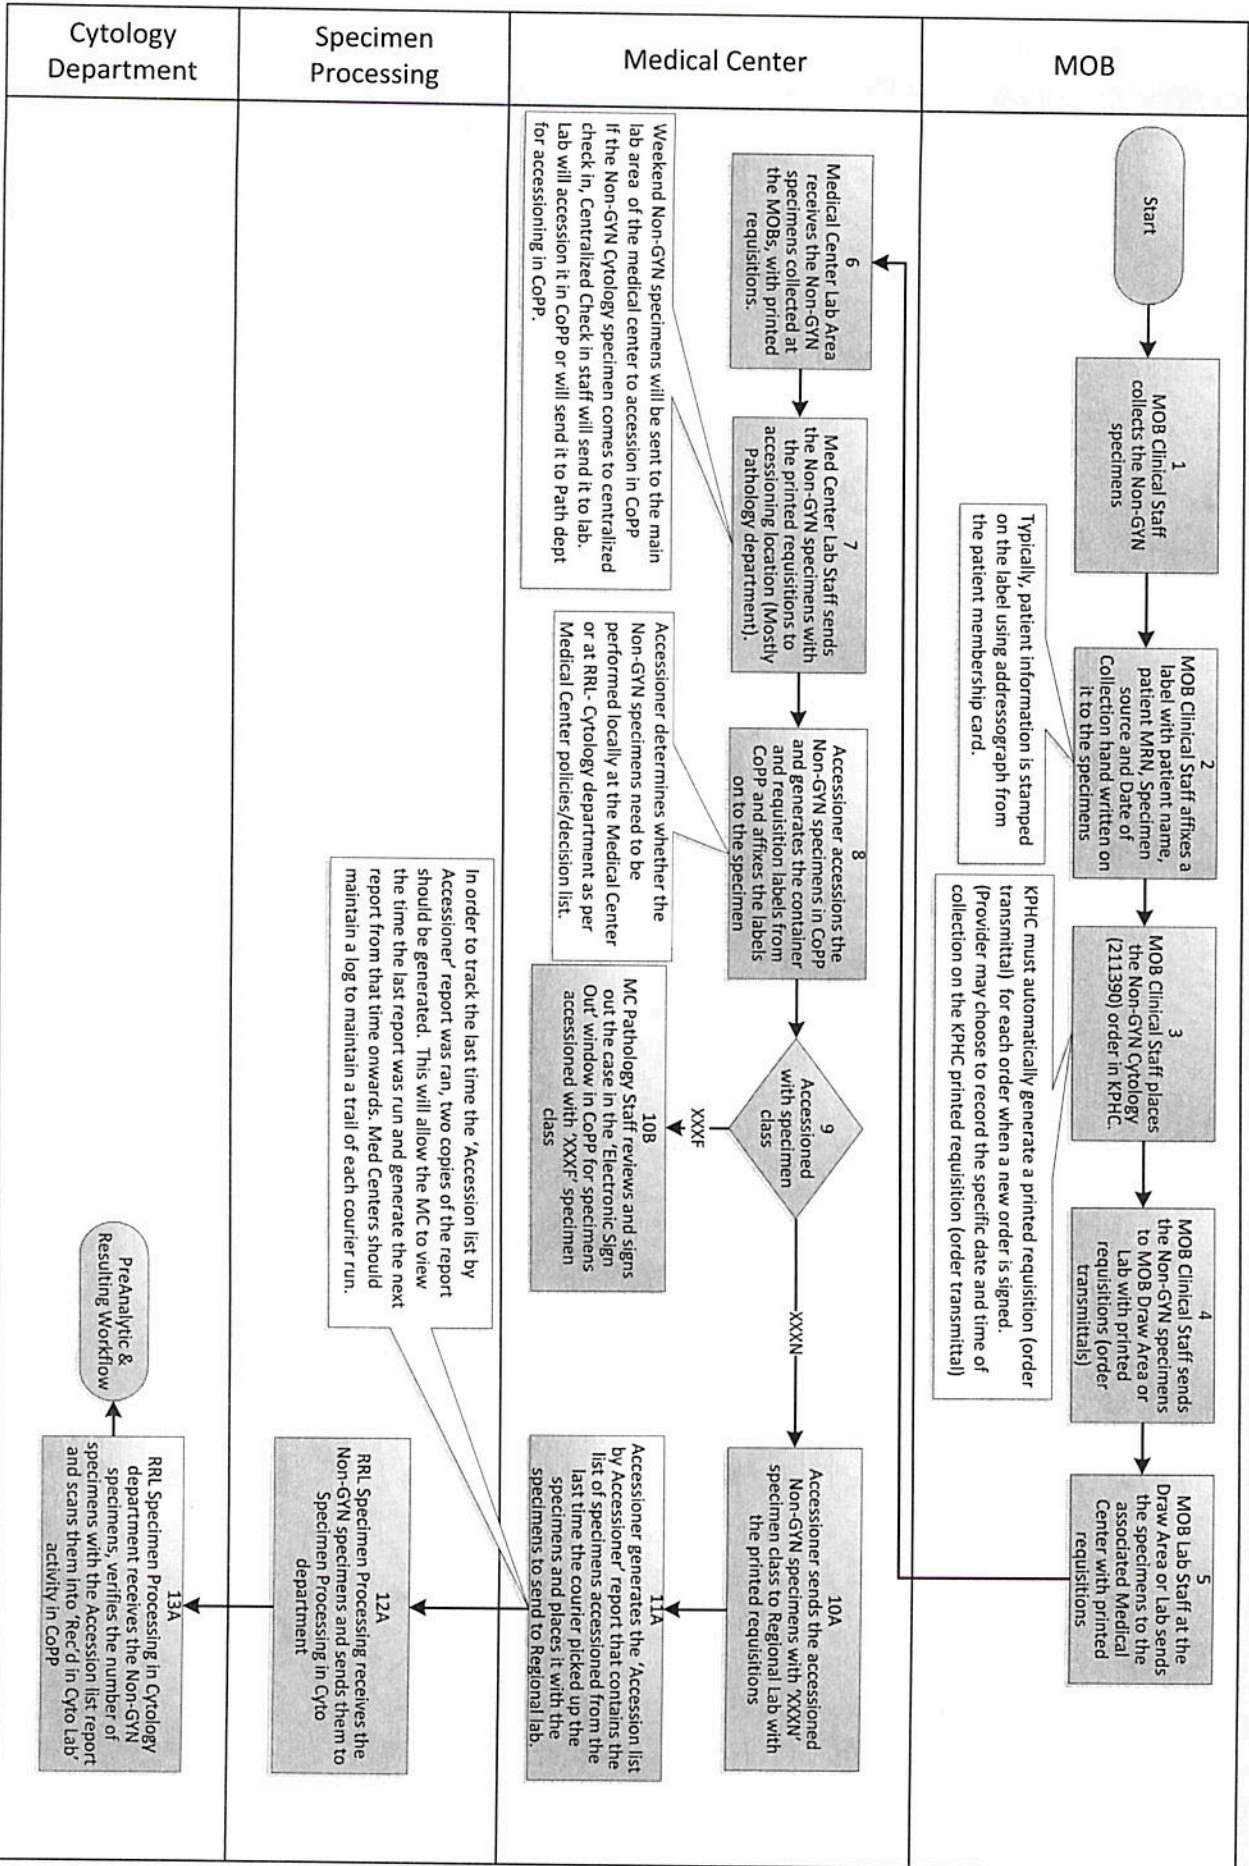 MOB
Start
1
MOB Clinical Staff
collects the Non-GYN
specimens
2
MOB Clinical Staff affixes a
label with patient name,
patient MRN, Specimen
source and Date of
Collection hand written on
it to the specimens
Typically, patient information is stamped
on the label using addressograph from
the patient membership card.
3
MOB Clinical Staff places
the Non-GYN Cytology
(211390) order in KPHC.
KPHC must automatically generate a printed requisition (order
transmittal) for each order when a new order is signed.
(Provider may choose to record the specific date and time of
collection on the KPHC printed requisition (order transmittal)
4
MOB Clinical Staff sends
the Non-GYN specimens
to MOB Draw Area or
Lab with printed
requisitions (order
transmittals)
5
MOB Lab Staff at the
Draw Area or Lab sends
the specimens to the
associated Medical
Center with printed
requisitions
Medical Center
6
Medical Center Lab Area
receives the Non-GYN
specimens collected at
the MOBs, with printed
requisitions.
7
Med Center Lab Staff sends
the Non-GYN specimens with
the printed requisitions to
accessioning location (Mostly
Pathology department).
Weekend Non-GYN specimens will be sent to the main
lab area of the medical center to accession in CoPP
If the Non-GYN Cytology specimen comes to centralized
check in, Centralized Check in staff will send it to lab.
Lab will accession it in CoPP or will send it to Path dept
for accessioning in CoPP.
8
Accessioner accessions the
Non-GYN specimens in CoPP
and generates the container
and requisition labels from
CoPP and affixes the labels
on to the specimen
Accessioner determines whether the
Non-GYN specimens need to be
performed locally at the Medical Center
or at RRL- Cytology department as per
Medical Center policies/decision list.
9
Accessioned
with specimen
class
XXXF
XXXN
10B
MC Pathology Staff reviews and signs
out the case in the 'Electronic Sign
Out' window in CoPP for specimens
accessioned with 'XXXF' specimen
class
10A
Accessioner sends the accessioned
Non-GYN specimens with 'XXXN'
specimen class to Regional Lab with
the printed requisitions
11A
Accessioner generates the 'Accession list
by Accessioner' report that contains the
list of specimens accessioned from the
last time the courier picked up the
specimens and places it with the
specimens to send to Regional lab.
Specimen
Processing
In order to track the last time the 'Accession list by
Accessioner' report was ran, two copies of the report
should be generated. This will allow the MC to view
the time the last report was run and generate the next
report from that time onwards. Med Centers should
maintain a log to maintain a trail of each courier run.
12A
RRL Specimen Processing receives the
Non-GYN specimens and sends them to
Specimen Processing in Cyto
department
Cytology
Department
13A
RRL Specimen Processing in Cytology
department receives the Non-GYN
specimens, verifies the number of
specimens with the Accession list report
and scans them into 'Rec'd in Cyto Lab'
activity in CoPP
PreAnalytic &
Resulting Workflow